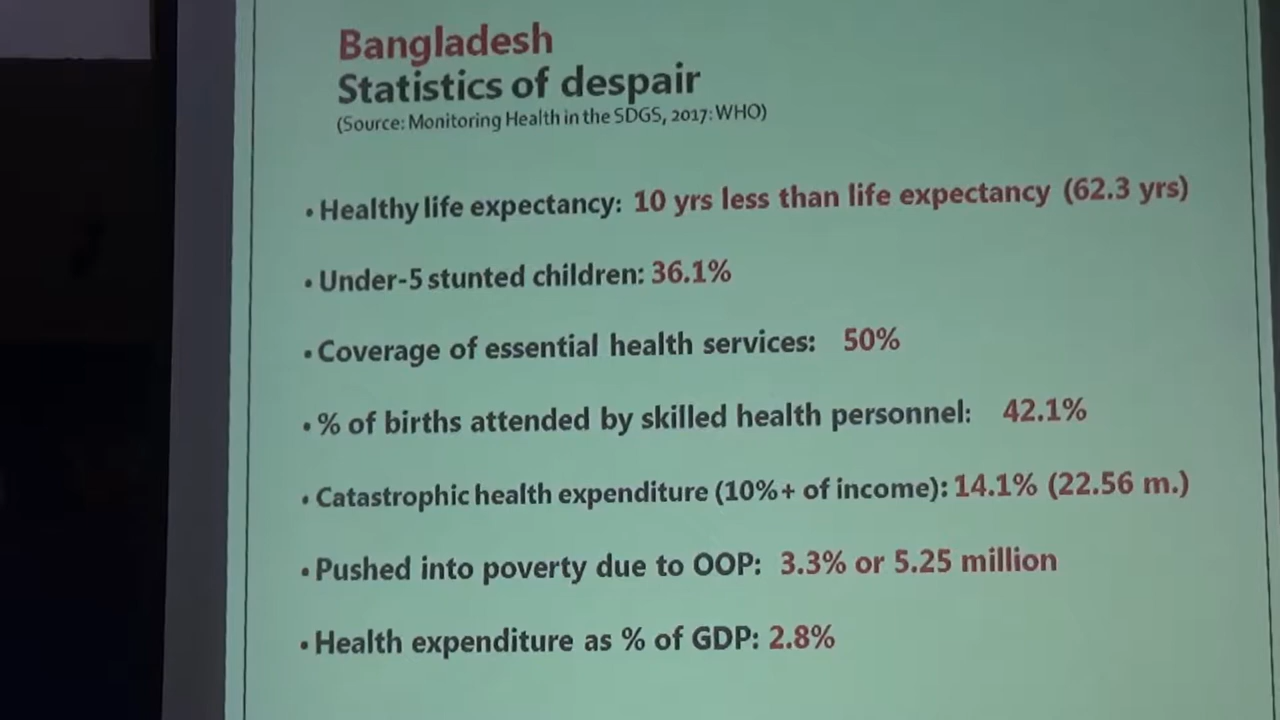 Bangladesh
Statistics of despair
(Source: Monitoring Health in the SDGS, 2017: WHO)
• Healthy life expectancy: 10 yrs less than life expectancy (62.3 yrs)
• Under-5 stunted children: 36.1%
• Coverage of essential health services: 50%
• % of births attended by skilled health personnel: 42.1%
• Catastrophic health expenditure (10%+ of income): 14.1% (22.56 m.)
• Pushed into poverty due to OOP: 3.3% or 5.25 million
• Health expenditure as % of GDP: 2.8%